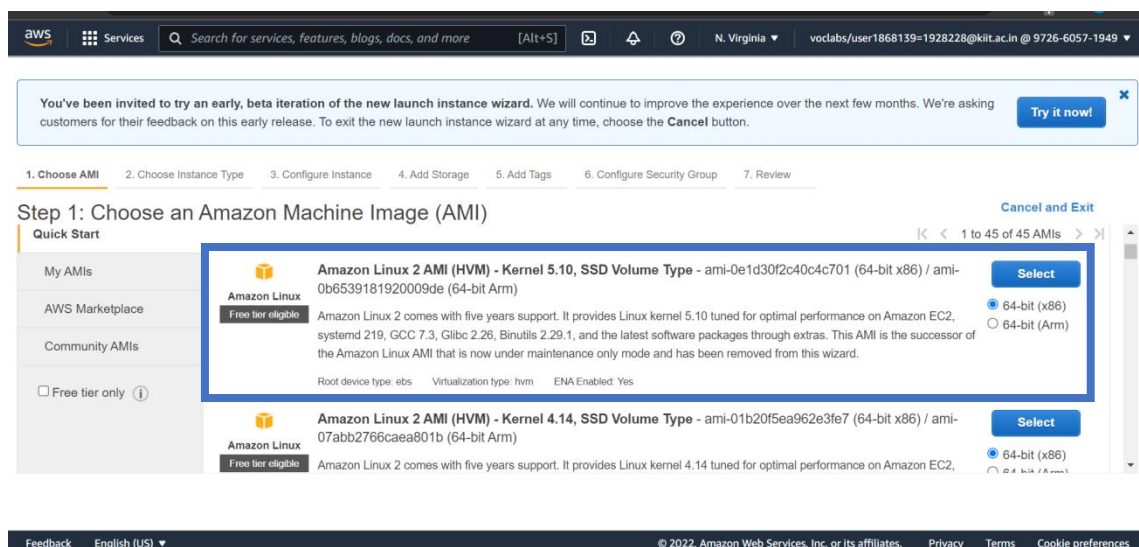 aws Services Search for services, features, blogs, docs, and more [Alt+S] N. Virginia ▼ voclabs/user1868139=1928228@kiit.ac.in @ 9726-6057-1949 ▼
You've been invited to try an early, beta iteration of the new launch instance wizard. We will continue to improve the experience over the next few months. We're asking
customers for their feedback on this early release. To exit the new launch instance wizard at any time, choose the Cancel button.
Try it now!
1. Choose AMI 2. Choose Instance Type 3. Configure Instance 4. Add Storage 5. Add Tags 6. Configure Security Group 7. Review
Step 1: Choose an Amazon Machine Image (AMI)
Cancel and Exit
Quick Start
1 to 45 of 45 AMIs
My AMIs
AWS Marketplace
Community AMIs
Free tier only
Amazon Linux
Free tier eligible
Amazon Linux 2 AMI (HVM) - Kernel 5.10, SSD Volume Type - ami-0e1d30f2c40c4c701 (64-bit x86) / ami-
0b6539181920009de (64-bit Arm)
Amazon Linux 2 comes with five years support. It provides Linux kernel 5.10 tuned for optimal performance on Amazon EC2,
systemd 219, GCC 7.3, Glibc 2.26, Binutils 2.29.1, and the latest software packages through extras. This AMI is the successor of
the Amazon Linux AMI that is now under maintenance only mode and has been removed from this wizard.
Root device type: ebs Virtualization type: hvm ENA Enabled: Yes
Select
64-bit (x86)
64-bit (Arm)
Amazon Linux
Free tier eligible
Amazon Linux 2 AMI (HVM) - Kernel 4.14, SSD Volume Type - ami-01b20f5ea962e3fe7 (64-bit x86) / ami-
07abb2766caea801b (64-bit Arm)
Amazon Linux 2 comes with five years support. It provides Linux kernel 4.14 tuned for optimal performance on Amazon EC2,
Select
64-bit (x86)
64-bit (Arm)
Feedback English (US) ▼ © 2022, Amazon Web Services, Inc. or its affiliates. Privacy Terms Cookie preferences